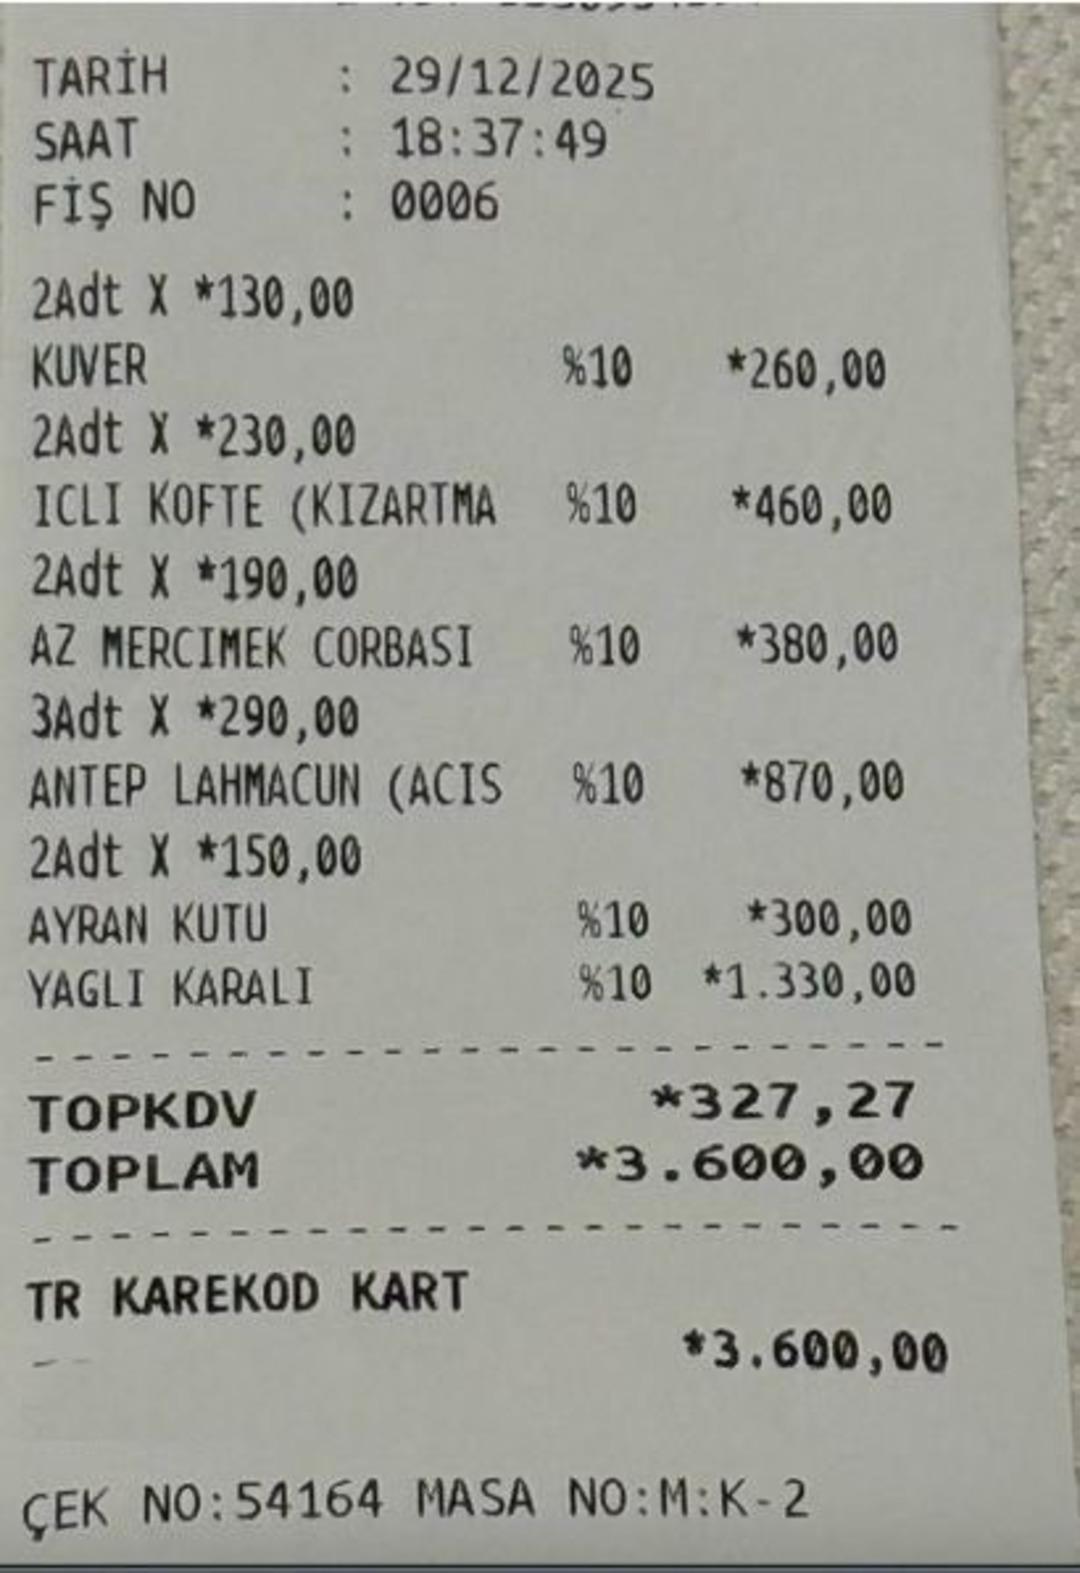 TARİH : 29/12/2025
SAAT : 18:37:49
FİŞ NO : 0006
2Adt X *130,00
KUVER %10 *260,00
2Adt X *230,00
ICLI KOFTE (KIZARTMA %10 *460,00
2Adt X *190,00
AZ MERCIMEK CORBASI %10 *380,00
3Adt X *290,00
ANTEP LAHMACUN (ACIS %10 *870,00
2Adt X *150,00
AYRAN KUTU %10 *300,00
YAGLI KARALI %10 *1.330,00
TOPKDV *327,27
TOPLAM *3.600,00
TR KAREKOD KART
*3.600,00
ÇEK NO:54164 MASA NO:M:K-2